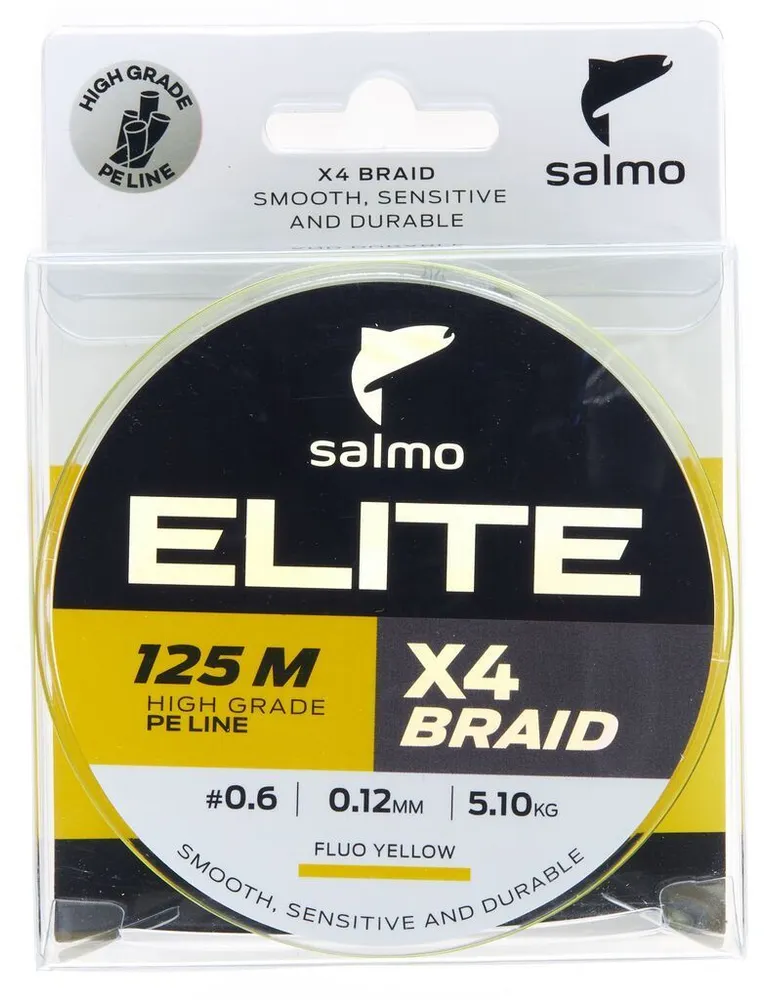 HIGH GRADE
PE LINE
salmo
X4 BRAID
SMOOTH, SENSITIVE
AND DURABLE
salmo
ELITE
125 M
HIGH GRADE
PE LINE
X4
BRAID
#0.6 | 0.12MM | 5.10KG
FLUO YELLOW
SMOOTH, SENSITIVE AND DURABLE